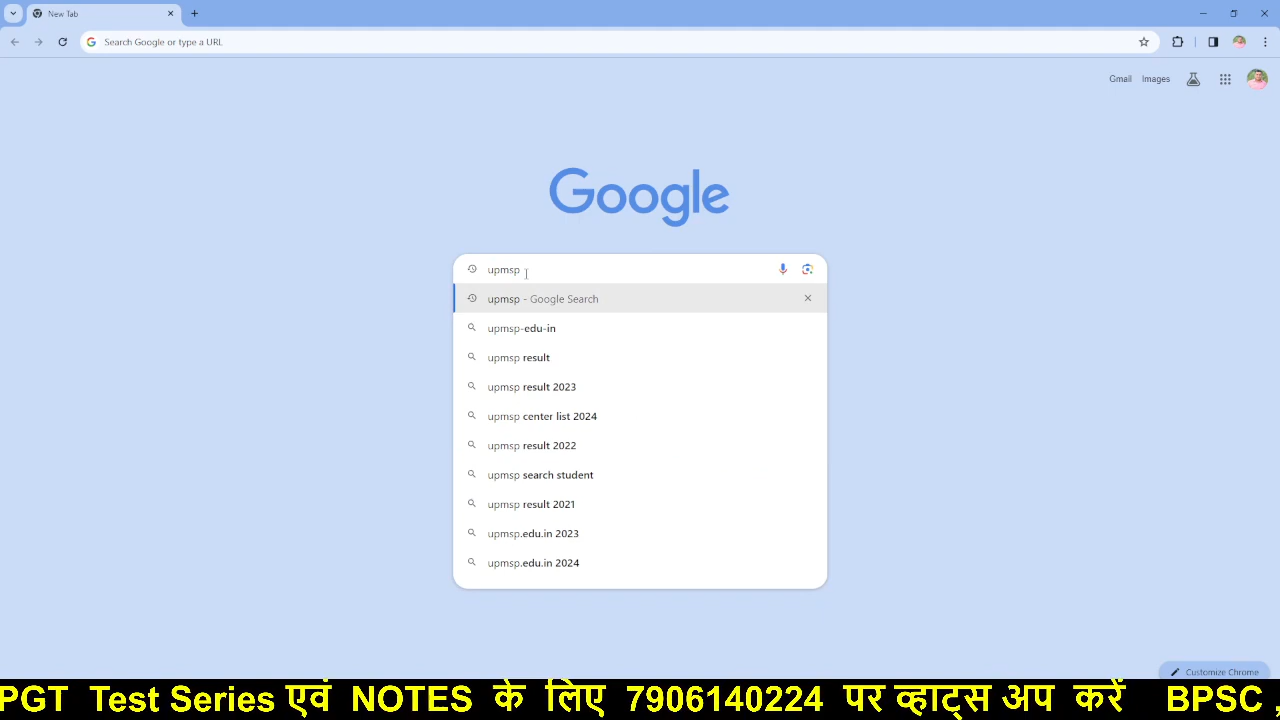 New Tab
Search Google or type a URL
Gmail Images
Google
upmsp
upmsp - Google Search
upmsp-edu-in
upmsp result
upmsp result 2023
upmsp center list 2024
upmsp result 2022
upmsp search student
upmsp result 2021
upmsp.edu.in 2023
upmsp.edu.in 2024
Customize Chrome
PGT Test Series एवं NOTES के लिए 7906140224 पर व्हाट्स अप करें BPSC ,